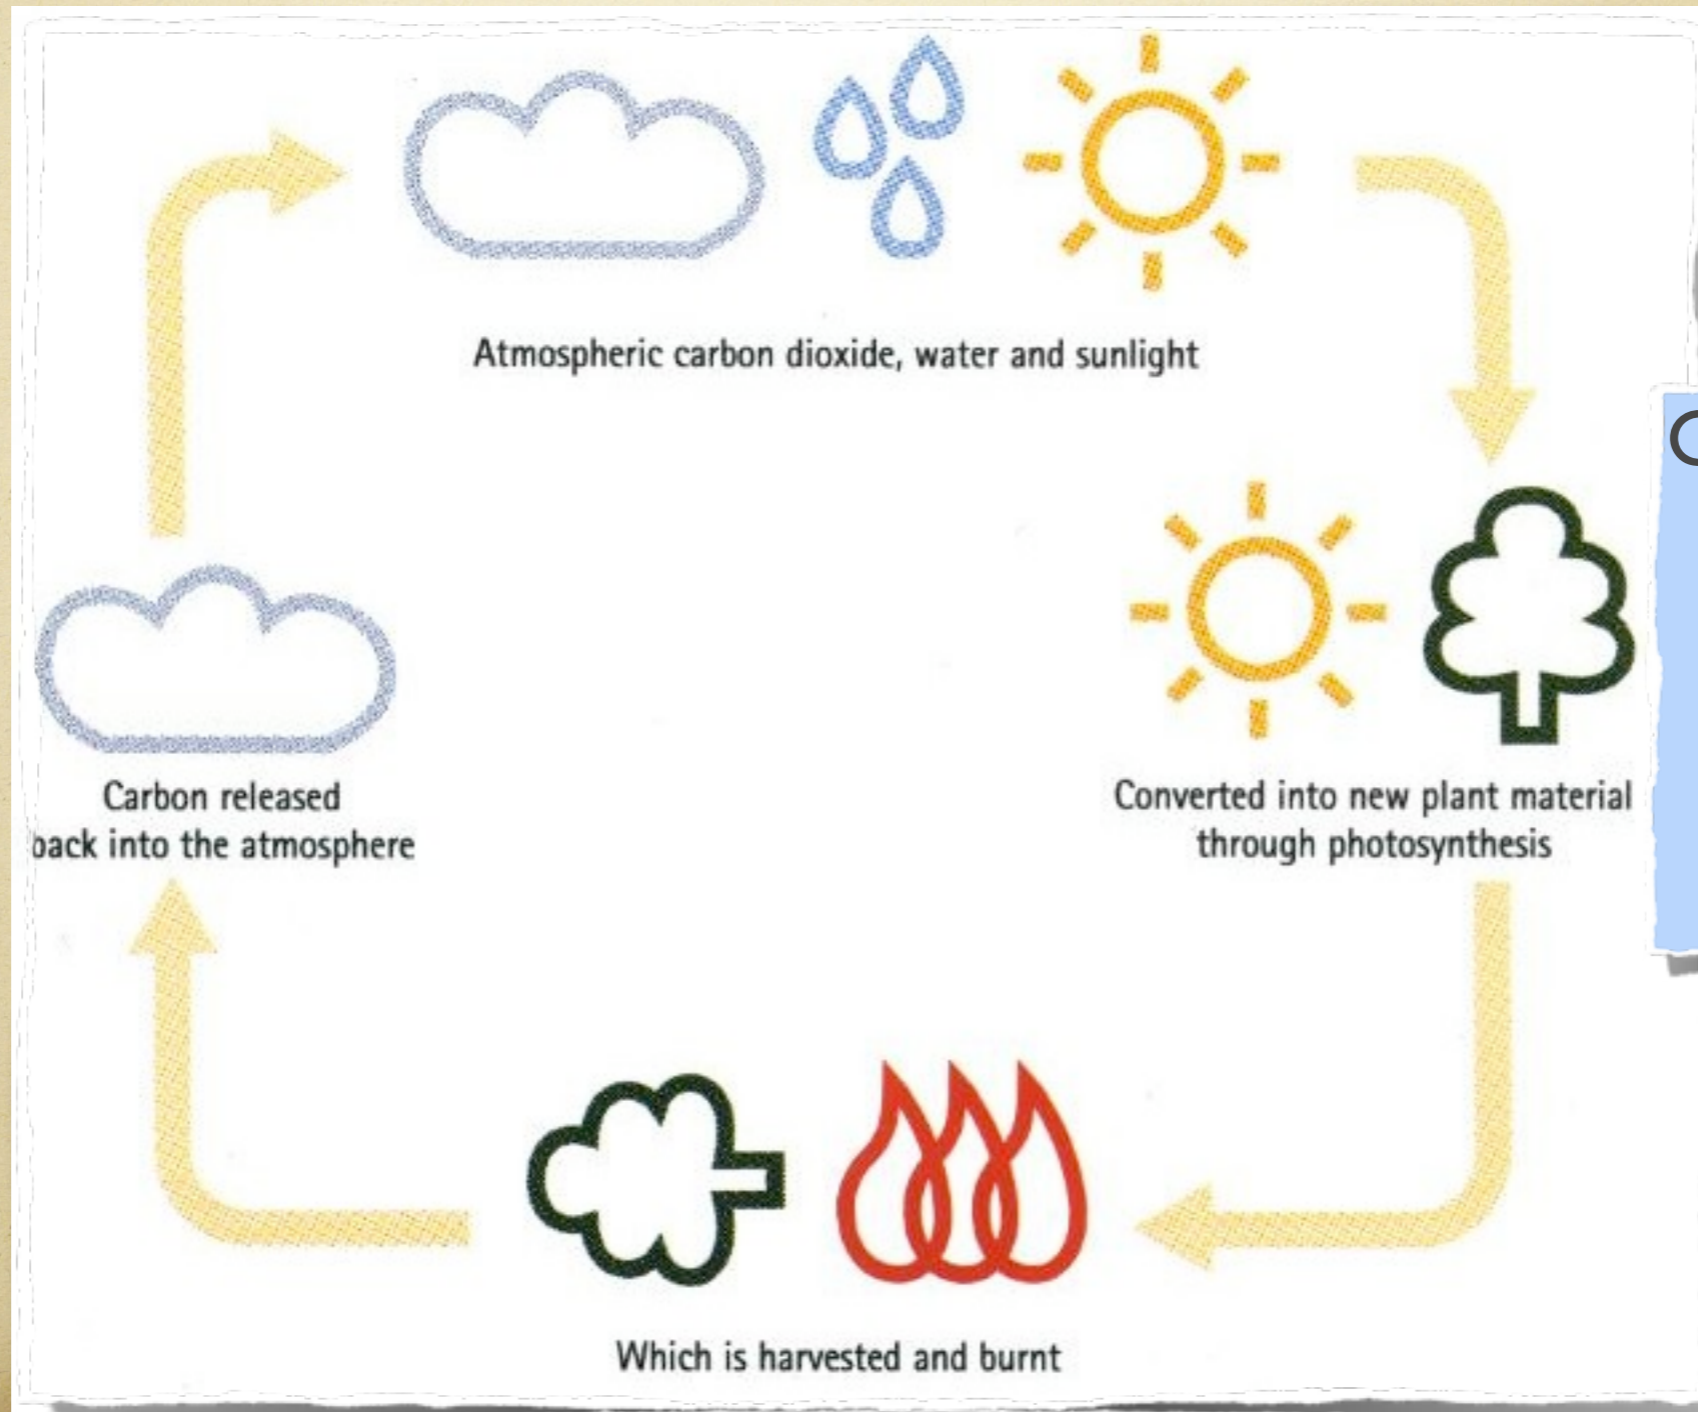 Atmospheric carbon dioxide, water and sunlight
Converted into new plant material
through photosynthesis
Which is harvested and burnt
Carbon released
back into the atmosphere